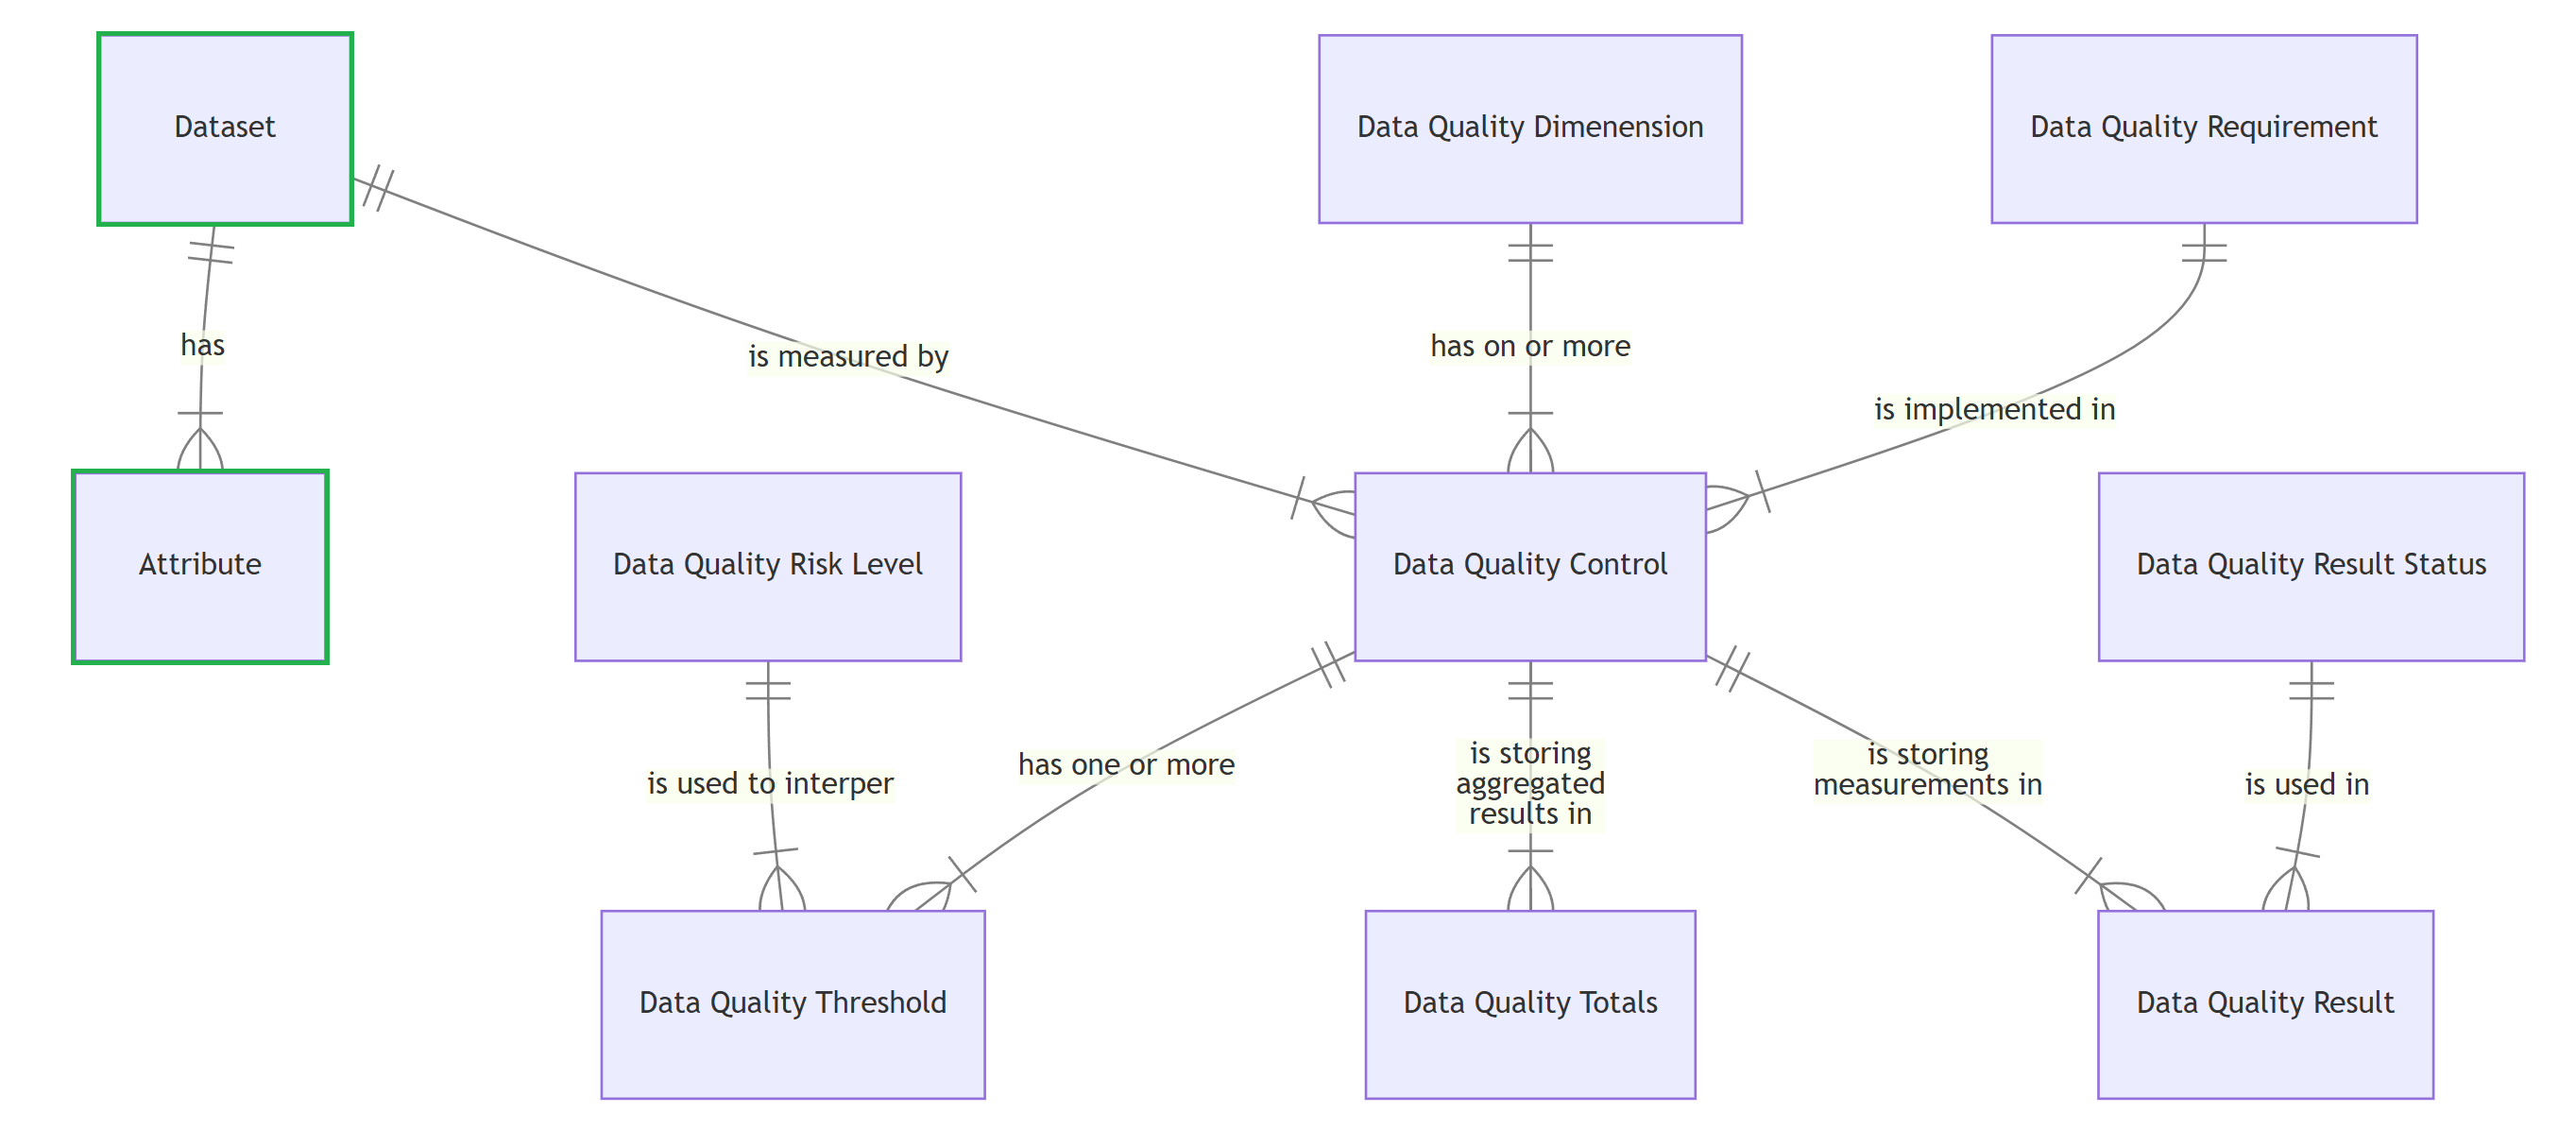 Dataset
Data Quality Dimenension
Data Quality Requirement
has
is measured by
has on or more
is implemented in
Attribute
Data Quality Risk Level
Data Quality Control
Data Quality Result Status
is used to interper
has one or more
is storing
aggregated
results in
is storing
measurements in
is used in
Data Quality Threshold
Data Quality Totals
Data Quality Result